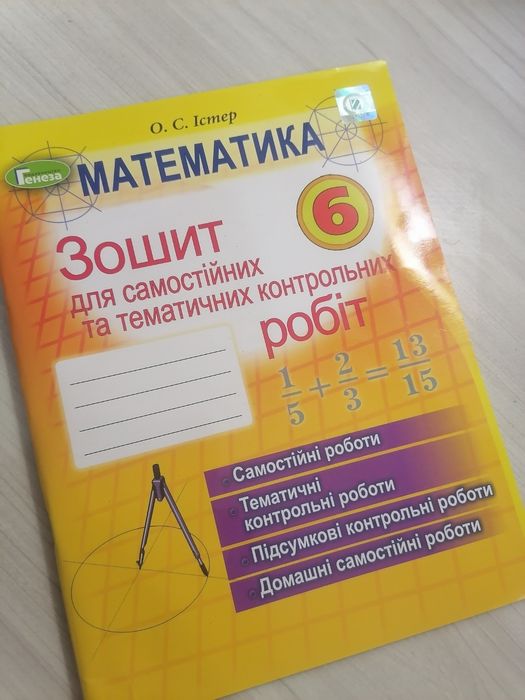 О. С. Істер
Генеза
МАТЕМАТИКА
6
Зошит
для самостійних
та тематичних контрольних
робіт
1/5 + 2/3 = 13/15
Самостійні роботи
Тематичні
контрольні роботи
Підсумкові контрольні роботи
Домашні самостійні роботи